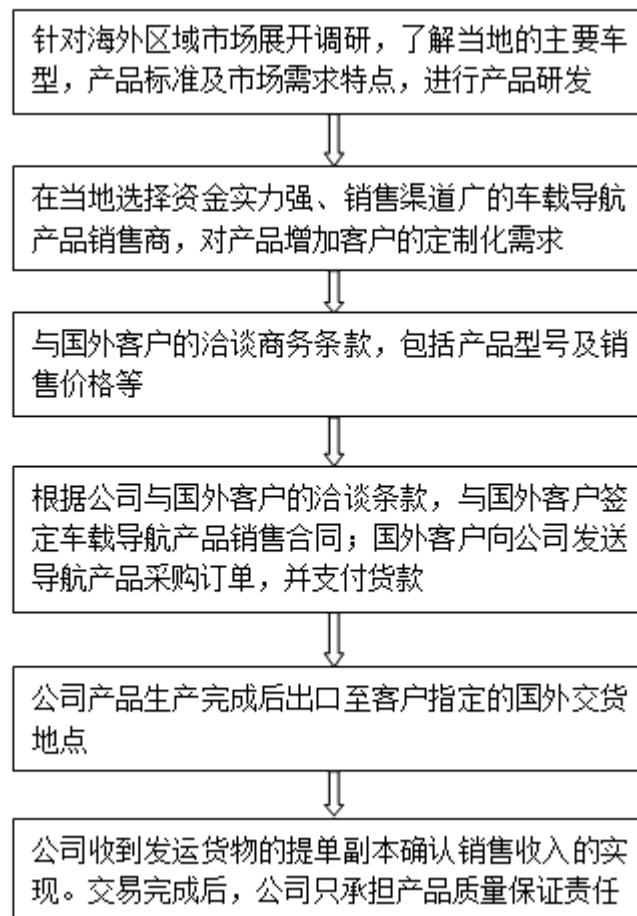 针对海外区域市场展开调研，了解当地的主要车
型，产品标准及市场需求特点，进行产品研发
在当地选择资金实力强、销售渠道广的车载导航
产品销售商，对产品增加客户的定制化需求
与国外客户的洽谈商务条款，包括产品型号及销
售价格等
根据公司与国外客户的洽谈条款，与国外客户签
定车载导航产品销售合同；国外客户向公司发送
导航产品采购订单，并支付货款
公司产品生产完成后出口至客户指定的国外交货
地点
公司收到发运货物的提单副本确认销售收入的实
现。交易完成后，公司只承担产品质量保证责任